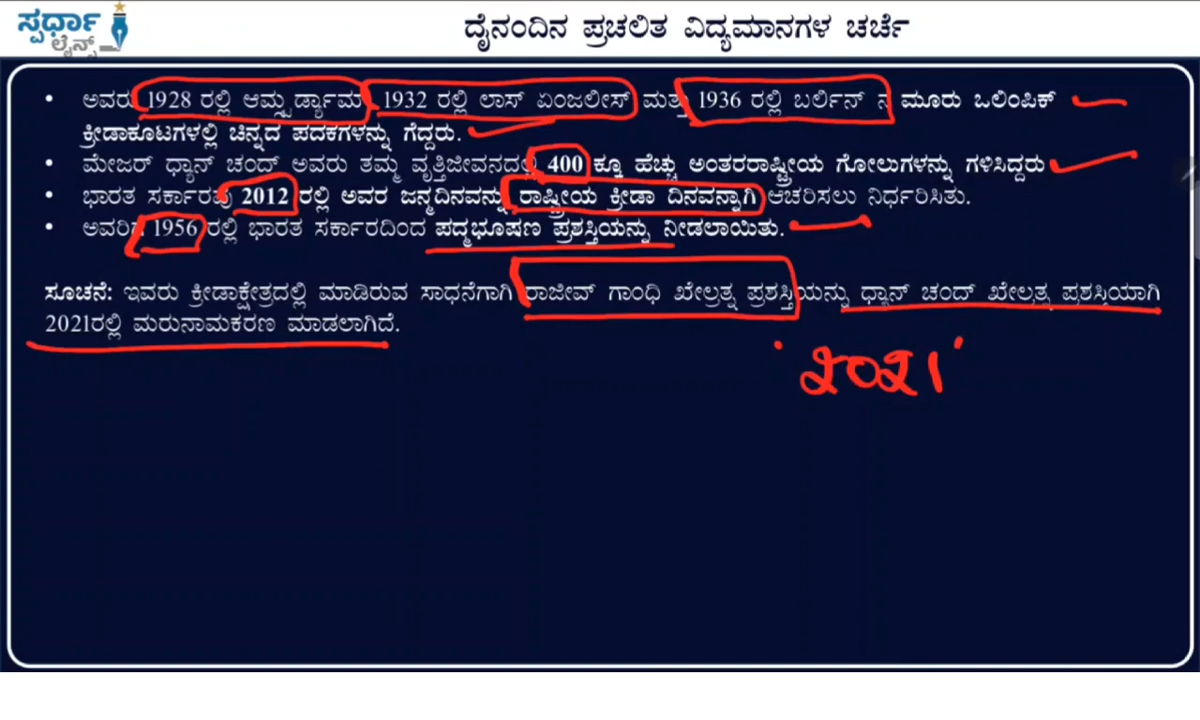 ಸ್ಪರ್ಧಾ
ಲೈನ್ಸ್
ದೈನಂದಿನ ಪ್ರಚಲಿತ ವಿದ್ಯಮಾನಗಳ ಚರ್ಚೆ
• ಅವರು 1928 ರಲ್ಲಿ ಆಮ್ಸ್ಟರ್ಡ್ಯಾಮ 1932 ರಲ್ಲಿ ಲಾಸ್ ಏಂಜಲೀಸ್ ಮತ್ತು 1936 ರಲ್ಲಿ ಬರ್ಲಿನ್ ನ ಮೂರು ಒಲಿಂಪಿಕ್
ಕ್ರೀಡಾಕೂಟಗಳಲ್ಲಿ ಚಿನ್ನದ ಪದಕಗಳನ್ನು ಗೆದ್ದರು.
• ಮೇಜರ್ ಧ್ಯಾನ್ ಚಂದ್ ಅವರು ತಮ್ಮ ವೃತ್ತಿಜೀವನದಲ್ಲಿ 400 ಕ್ಕೂ ಹೆಚ್ಚು ಅಂತರರಾಷ್ಟ್ರೀಯ ಗೋಲುಗಳನ್ನು ಗಳಿಸಿದ್ದರು
• ಭಾರತ ಸರ್ಕಾರವು 2012 ರಲ್ಲಿ ಅವರ ಜನ್ಮದಿನವನ್ನು ರಾಷ್ಟ್ರೀಯ ಕ್ರೀಡಾ ದಿನವನ್ನಾಗಿ ಆಚರಿಸಲು ನಿರ್ಧರಿಸಿತು.
• ಅವರಿಗೆ 1956 ರಲ್ಲಿ ಭಾರತ ಸರ್ಕಾರದಿಂದ ಪದ್ಮಭೂಷಣ ಪ್ರಶಸ್ತಿಯನ್ನು ನೀಡಲಾಯಿತು.
ಸೂಚನೆ: ಇವರು ಕ್ರೀಡಾಕ್ಷೇತ್ರದಲ್ಲಿ ಮಾಡಿರುವ ಸಾಧನೆಗಾಗಿ ರಾಜೀವ್ ಗಾಂಧಿ ಖೇಲ್ರತ್ನ ಪ್ರಶಸ್ತಿಯನ್ನು ಧ್ಯಾನ್ ಚಂದ್ ಖೇಲ್ರತ್ನ ಪ್ರಶಸ್ತಿಯಾಗಿ
2021ರಲ್ಲಿ ಮರುನಾಮಕರಣ ಮಾಡಲಾಗಿದೆ.
'2021'